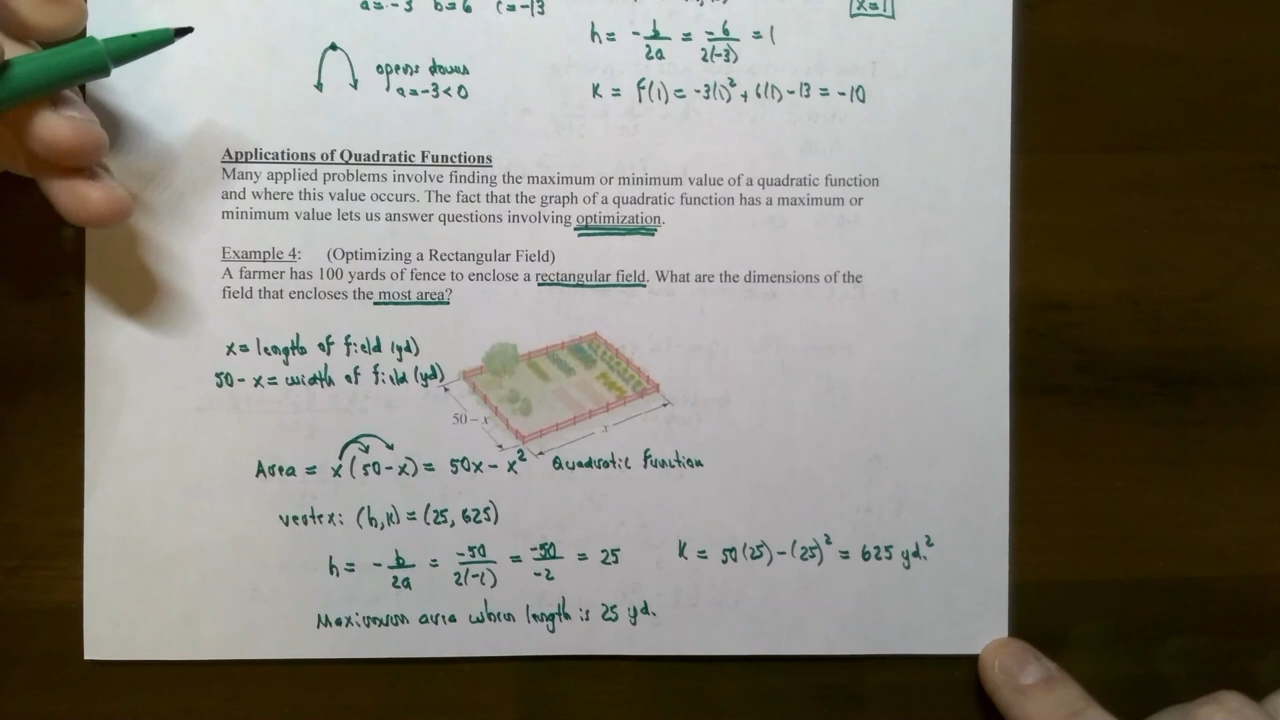 a=-3 b=6 c=-13
x=1
h = -b/2a = -6/2(-3) = 1
opens down
a=-3<0
K = f(1) = -3(1)² + 6(1) - 13 = -10
Applications of Quadratic Functions
Many applied problems involve finding the maximum or minimum value of a quadratic function
and where this value occurs. The fact that the graph of a quadratic function has a maximum or
minimum value lets us answer questions involving optimization.
Example 4: (Optimizing a Rectangular Field)
A farmer has 100 yards of fence to enclose a rectangular field. What are the dimensions of the
field that encloses the most area?
x = length of field (yd)
50 - x = width of field (yd)
50 – x
x
Area = x(50-x) = 50x - x² Quadratic Function
vertex: (h,k) = (25, 625)
h = -b/2a = -50/2(-1) = -50/-2 = 25
K = 50(25) - (25)² = 625 yd.²
Maximum area when length is 25 yd.